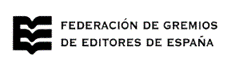 FEDERACIÓN DE GREMIOS
DE EDITORES DE ESPAÑA